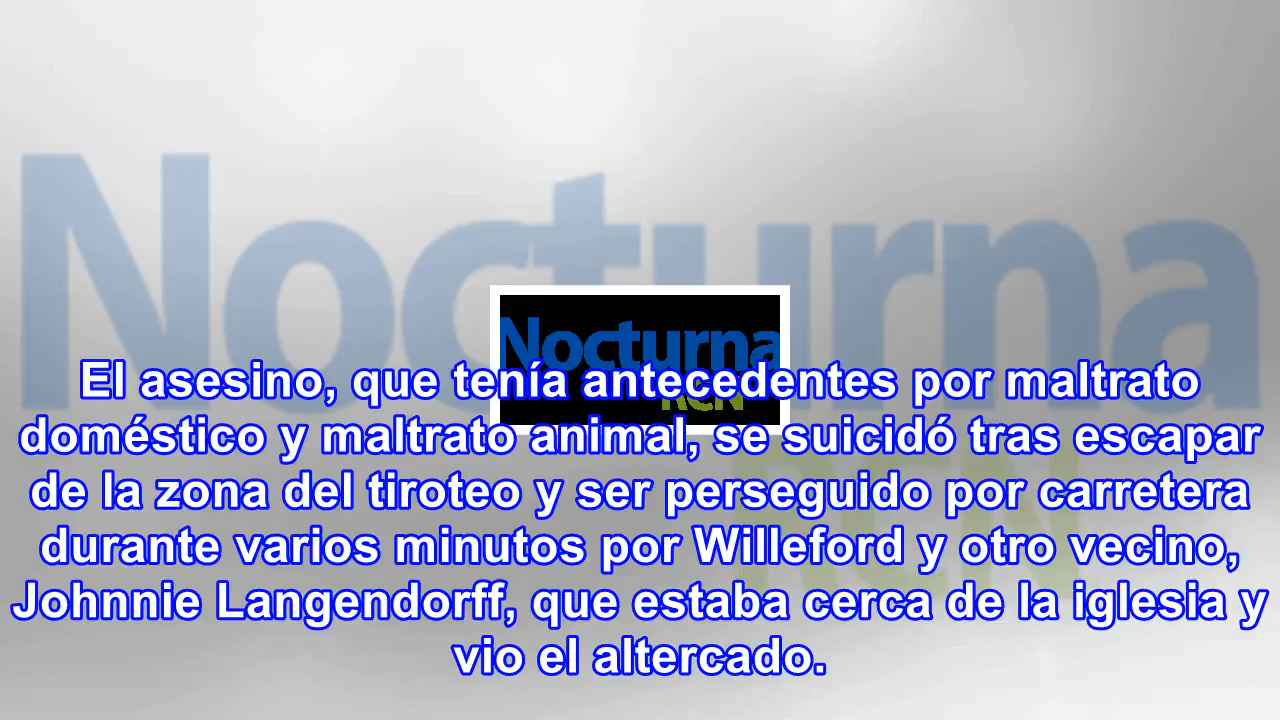 Nocturna
RCN
Nocturna
RCN
El asesino, que tenía antecedentes por maltrato
doméstico y maltrato animal, se suicidó tras escapar
de la zona del tiroteo y ser perseguido por carretera
durante varios minutos por Willeford y otro vecino,
Johnnie Langendorff, que estaba cerca de la iglesia y
vio el altercado.